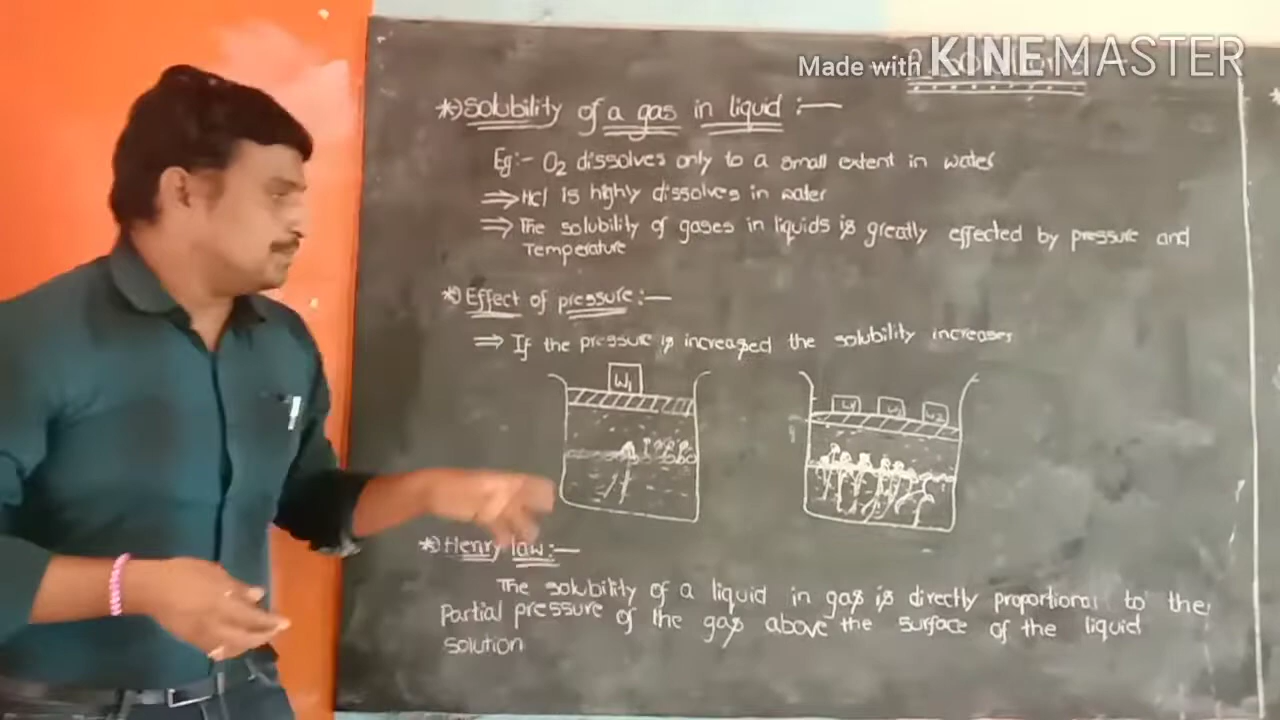 Made with KINEMASTER
*) Solubility of a gas in liquid :—
Eg:- O2 dissolves only to a small extent in water
⇒ HCl is highly dissolves in water
⇒ The solubility of gases in liquids is greatly effected by pressure and
Temperature
*) Effect of pressure :—
⇒ If the pressure is increased the solubility increases
W1
*) Henry law :—
The solubility of a liquid in gas is directly proportional to the
partial pressure of the gas above the surface of the liquid
solution